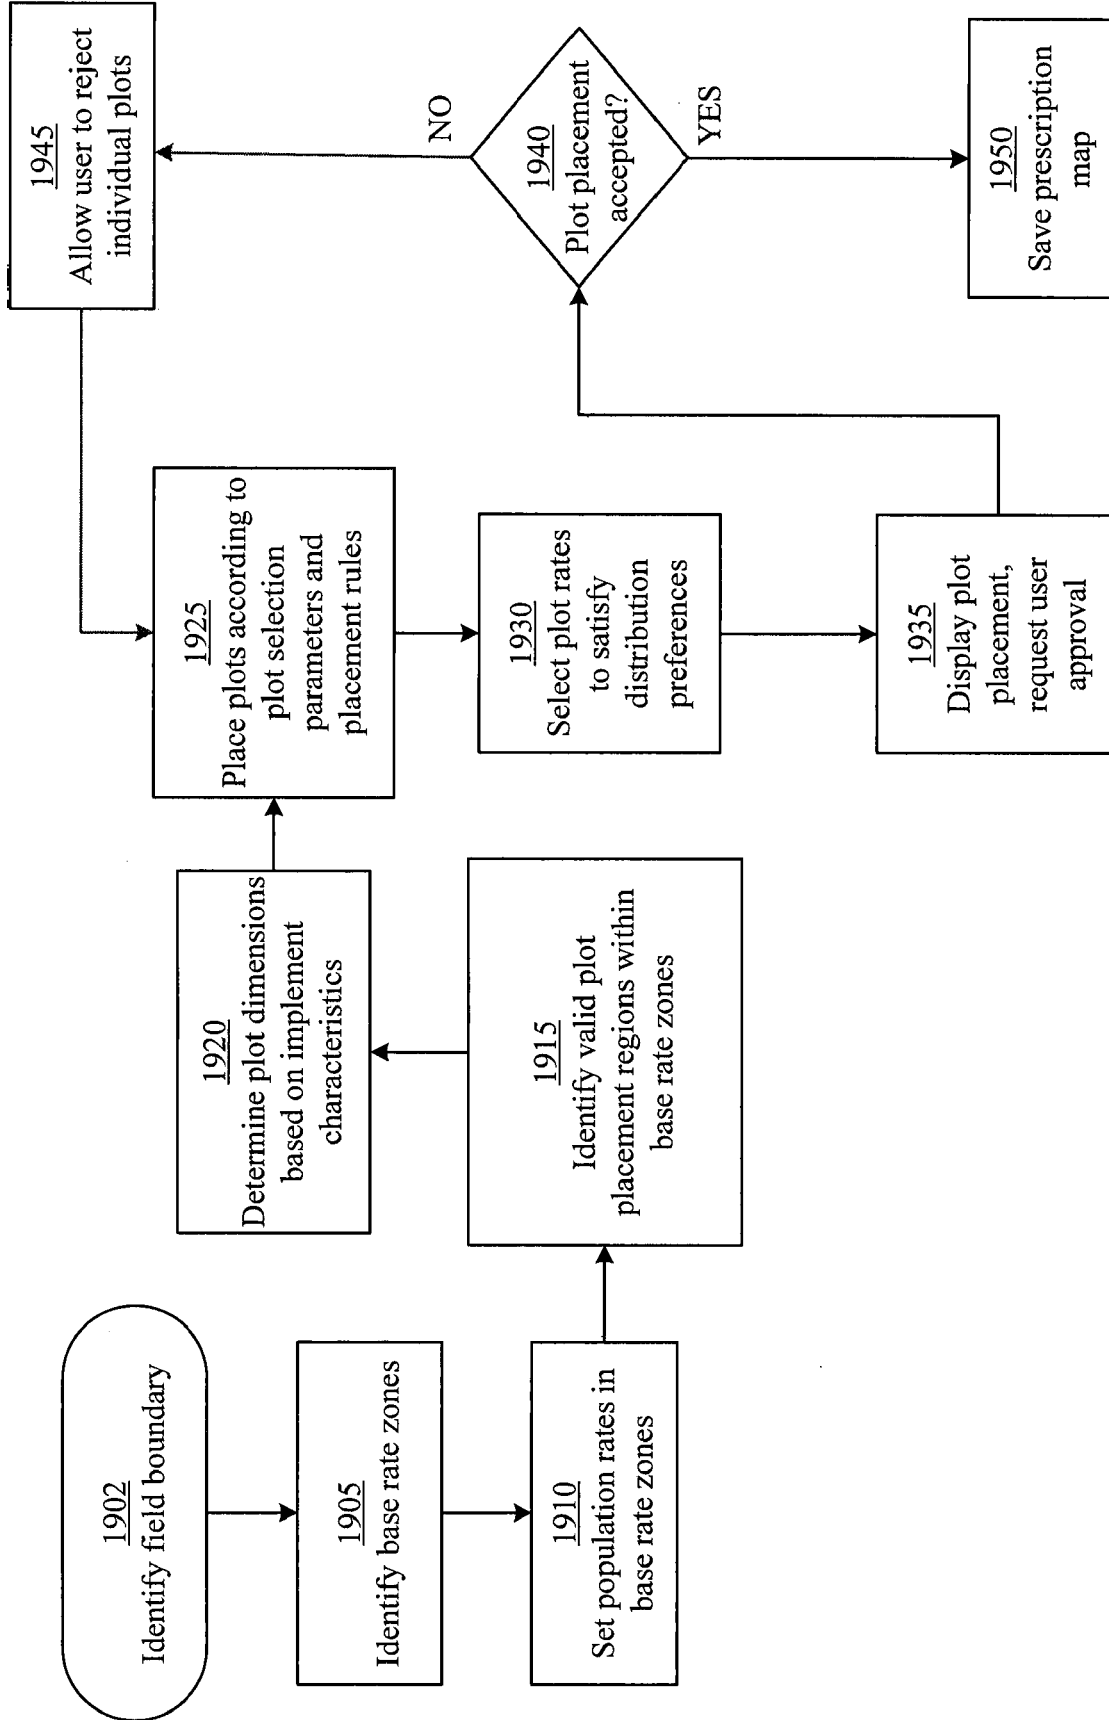 1902
Identify field boundary
1905
Identify base rate zones
1910
Set population rates in
base rate zones
1915
Identify valid plot
placement regions within
base rate zones
1920
Determine plot dimensions
based on implement
characteristics
1925
Place plots according to
plot selection
parameters and
placement rules
1930
Select plot rates
to satisfy
distribution
preferences
1935
Display plot
placement,
request user
approval
1940
Plot placement
accepted?
NO
YES
1945
Allow user to reject
individual plots
1950
Save prescription
map